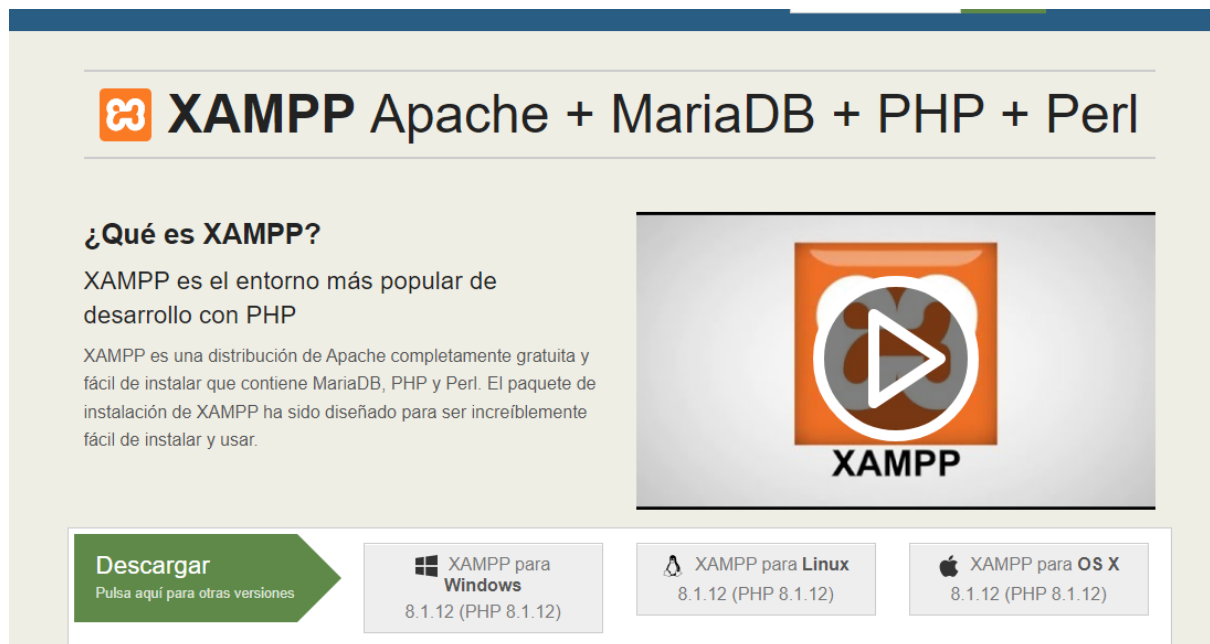 XAMPP Apache + MariaDB + PHP + Perl
¿Qué es XAMPP?
XAMPP es el entorno más popular de
desarrollo con PHP
XAMPP es una distribución de Apache completamente gratuita y
fácil de instalar que contiene MariaDB, PHP y Perl. El paquete de
instalación de XAMPP ha sido diseñado para ser increíblemente
fácil de instalar y usar.
XAMPP
Descargar
Pulsa aquí para otras versiones
XAMPP para
Windows
8.1.12 (PHP 8.1.12)
XAMPP para Linux
8.1.12 (PHP 8.1.12)
XAMPP para OS X
8.1.12 (PHP 8.1.12)